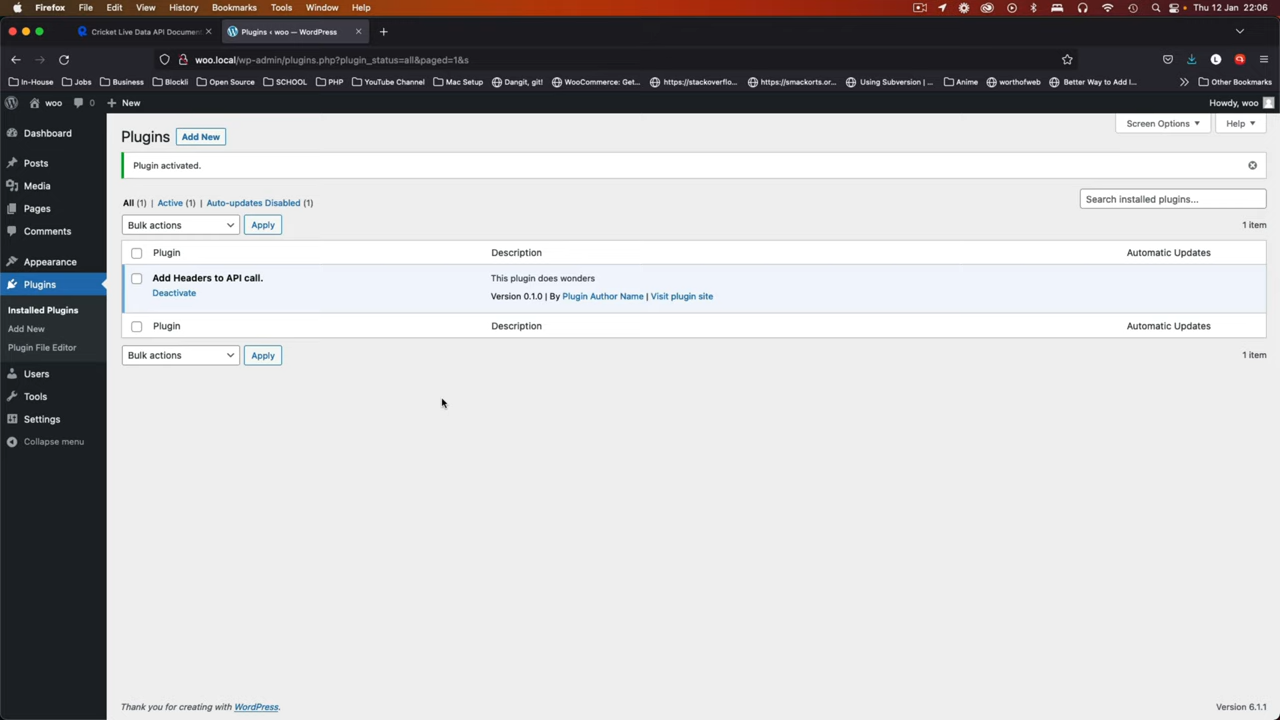 Firefox File Edit View History Bookmarks Tools Window Help Thu 12 Jan 22:06
Cricket Live Data API Document Plugins ‹ woo — WordPress
woo.local/wp-admin/plugins.php?plugin_status=all&paged=1&s
In-House Jobs Business Blockli Open Source SCHOOL PHP YouTube Channel Mac Setup Dangit, git! WooCommerce: Get... https://stackoverflo... https://smackorts.or... Using Subversion | ... Anime worthofweb Better Way to Add I... Other Bookmarks
woo 0 New Howdy, woo
Dashboard
Posts
Media
Pages
Comments
Appearance
Plugins
Installed Plugins
Add New
Plugin File Editor
Users
Tools
Settings
Collapse menu
Screen Options Help
Plugins Add New
Plugin activated.
All (1) | Active (1) | Auto-updates Disabled (1)
Search installed plugins...
Bulk actions Apply 1 item
Plugin Description Automatic Updates
Add Headers to API call. This plugin does wonders
Deactivate Version 0.1.0 | By Plugin Author Name | Visit plugin site
Plugin Description Automatic Updates
Bulk actions Apply 1 item
Thank you for creating with WordPress. Version 6.1.1